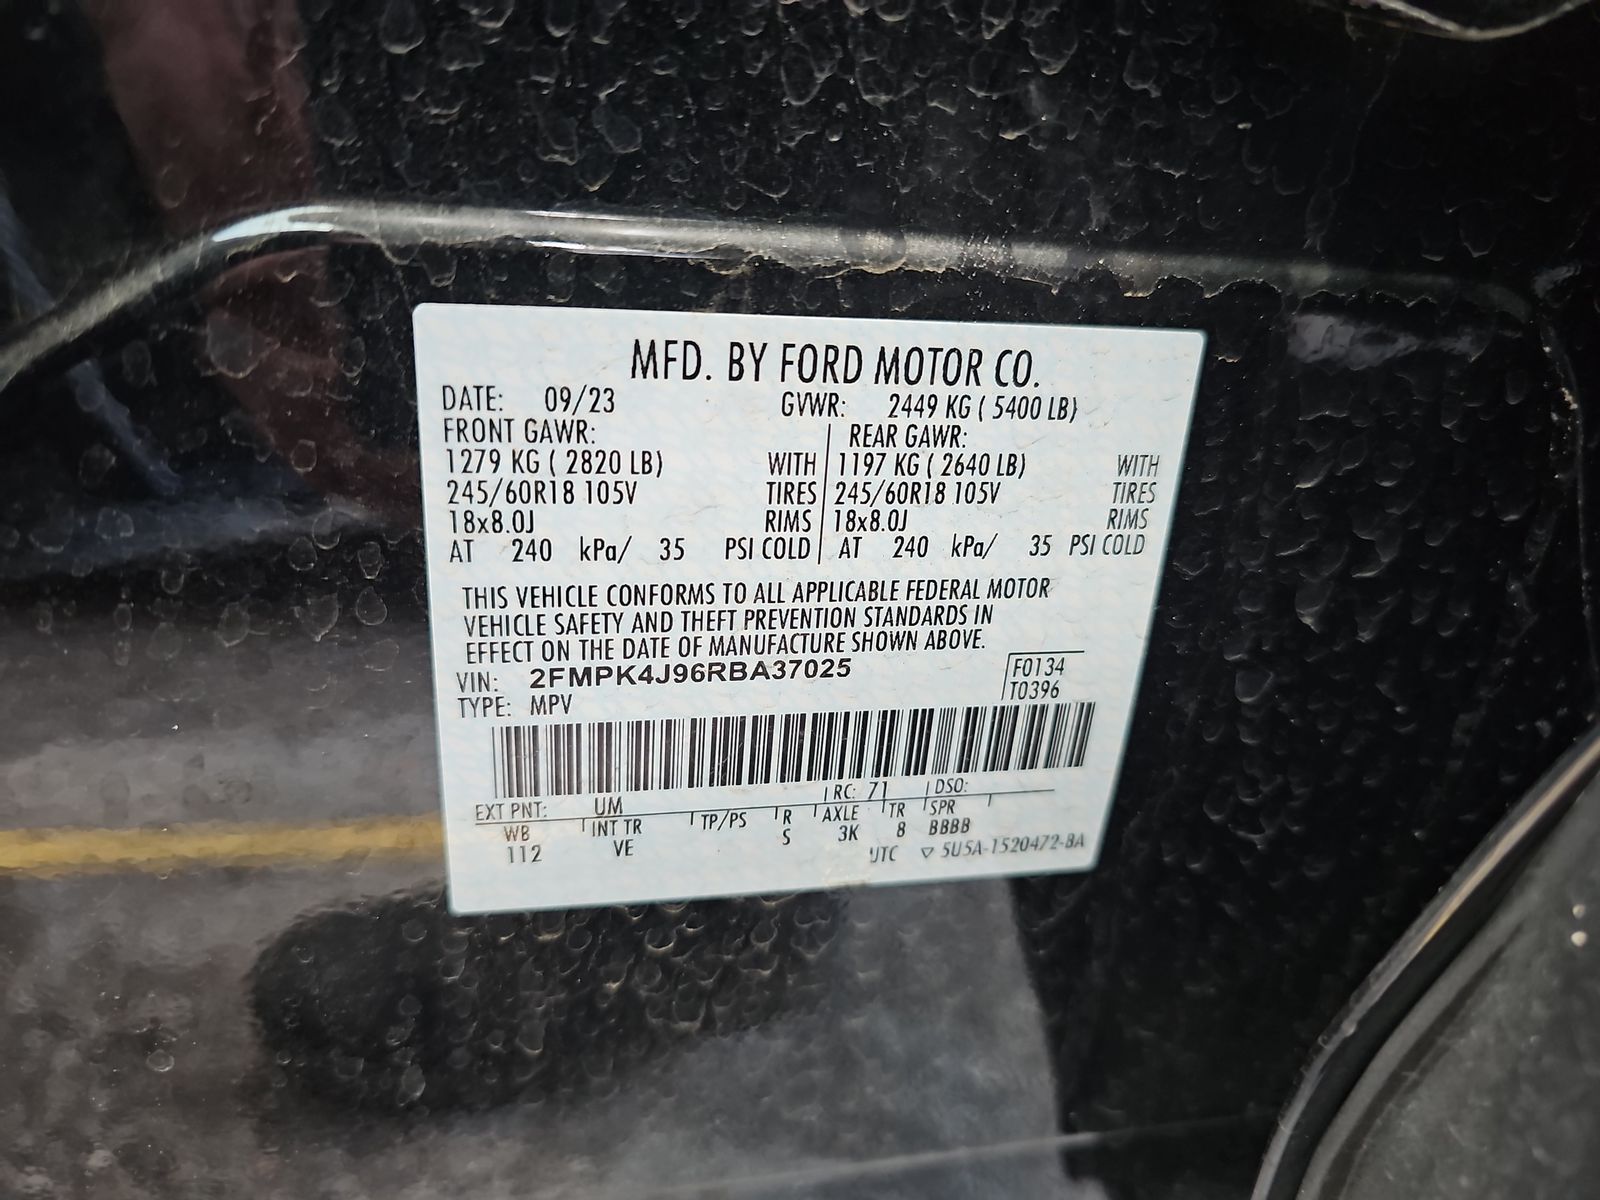 MFD. BY FORD MOTOR CO.
DATE: 09/23 GVWR: 2449 KG ( 5400 LB)
FRONT GAWR: REAR GAWR:
1279 KG ( 2820 LB) WITH 1197 KG ( 2640 LB) WITH
245/60R18 105V TIRES 245/60R18 105V TIRES
18x8.0J RIMS 18x8.0J RIMS
AT 240 kPa/ 35 PSI COLD AT 240 kPa/ 35 PSI COLD
THIS VEHICLE CONFORMS TO ALL APPLICABLE FEDERAL MOTOR
VEHICLE SAFETY AND THEFT PREVENTION STANDARDS IN
EFFECT ON THE DATE OF MANUFACTURE SHOWN ABOVE.
VIN: 2FMPK4J96RBA37025 F0134
TYPE: MPV T0396
EXT PNT: UM RC: 71 DSO:
WB INT TR TP/PS R AXLE TR SPR
112 VE S 3K 8 BBBB
UTC ▽ 5U5A-1520472-BA